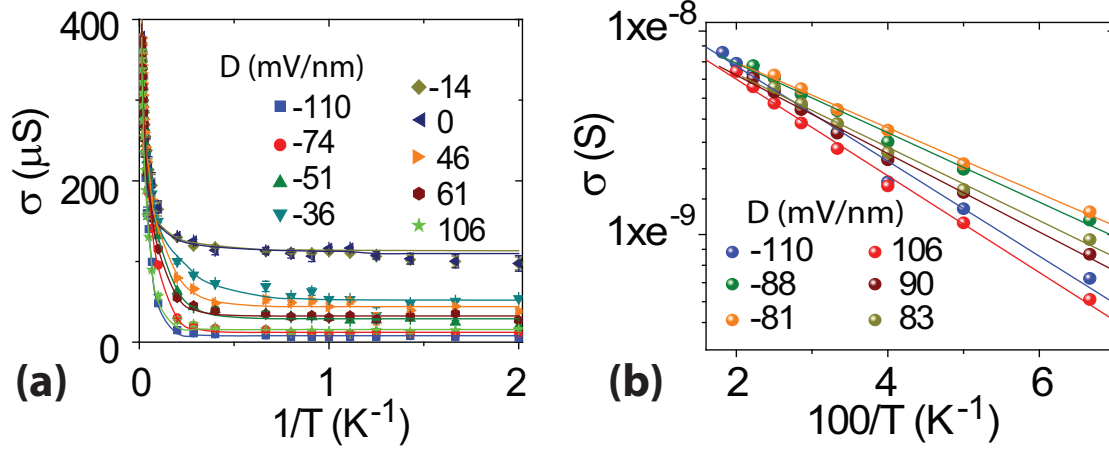 400
200
0
σ (μS)
D (mV/nm)
-110
-74
-51
-36
-14
0
46
61
106
0
1
2
1/T (K⁻¹)
(a)
1xe⁻⁸
1xe⁻⁹
σ (S)
D (mV/nm)
-110
-88
-81
106
90
83
2
4
6
100/T (K⁻¹)
(b)